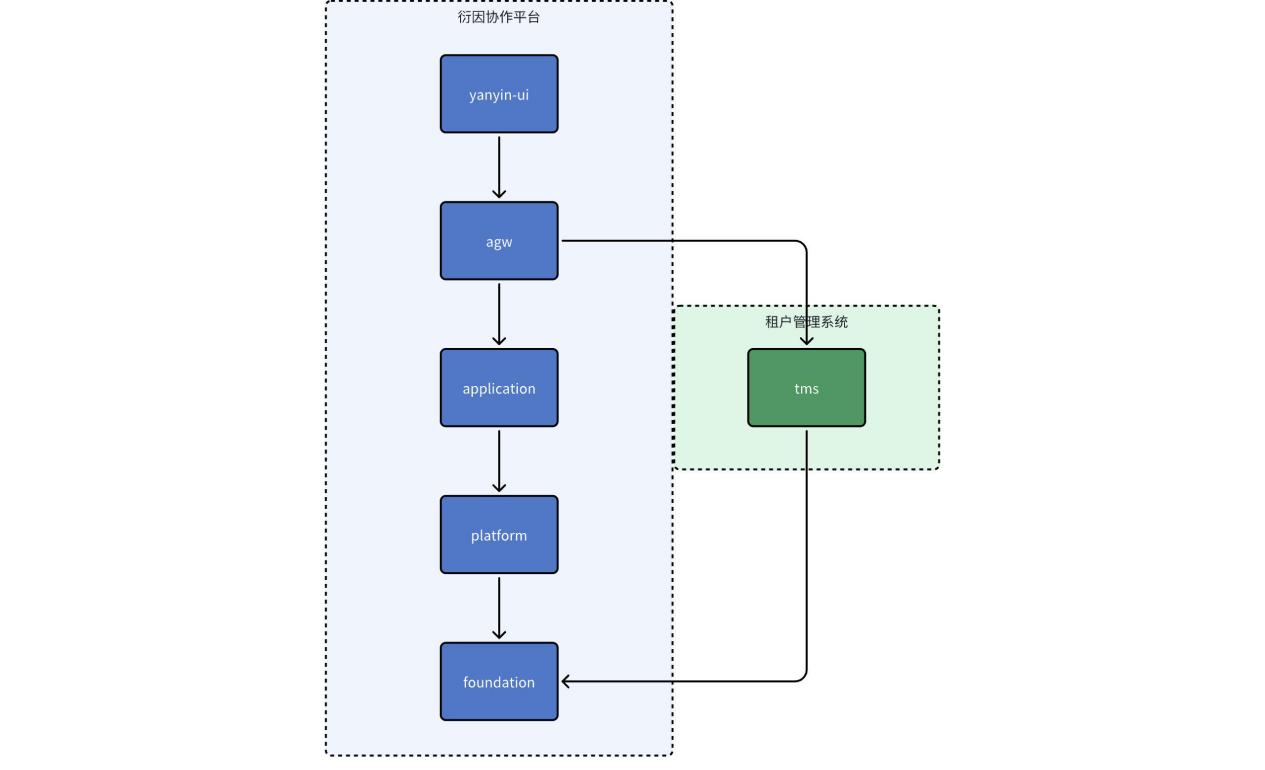 衍因协作平台
yanyin-ui
agw
租户管理系统
application
tms
platform
foundation